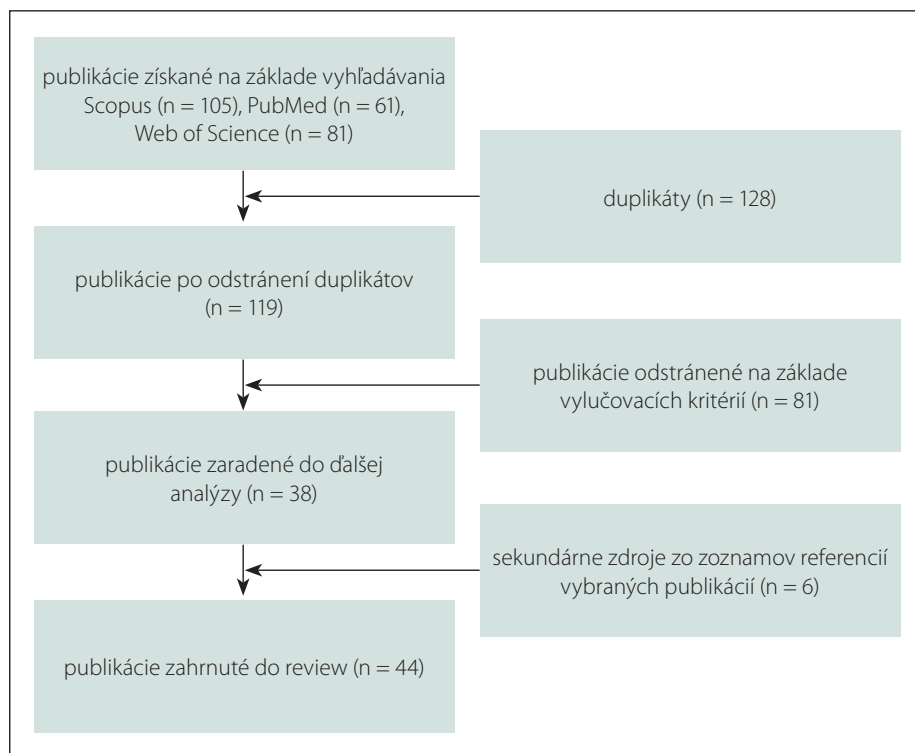 publikácie získané na základe vyhľadávania
Scopus (n = 105), PubMed (n = 61),
Web of Science (n = 81)
duplikáty (n = 128)
publikácie po odstránení duplikátov
(n = 119)
publikácie odstránené na základe
vylučovacích kritérií (n = 81)
publikácie zaradené do ďalšej
analýzy (n = 38)
sekundárne zdroje zo zoznamov referencií
vybraných publikácií (n = 6)
publikácie zahrnuté do review (n = 44)